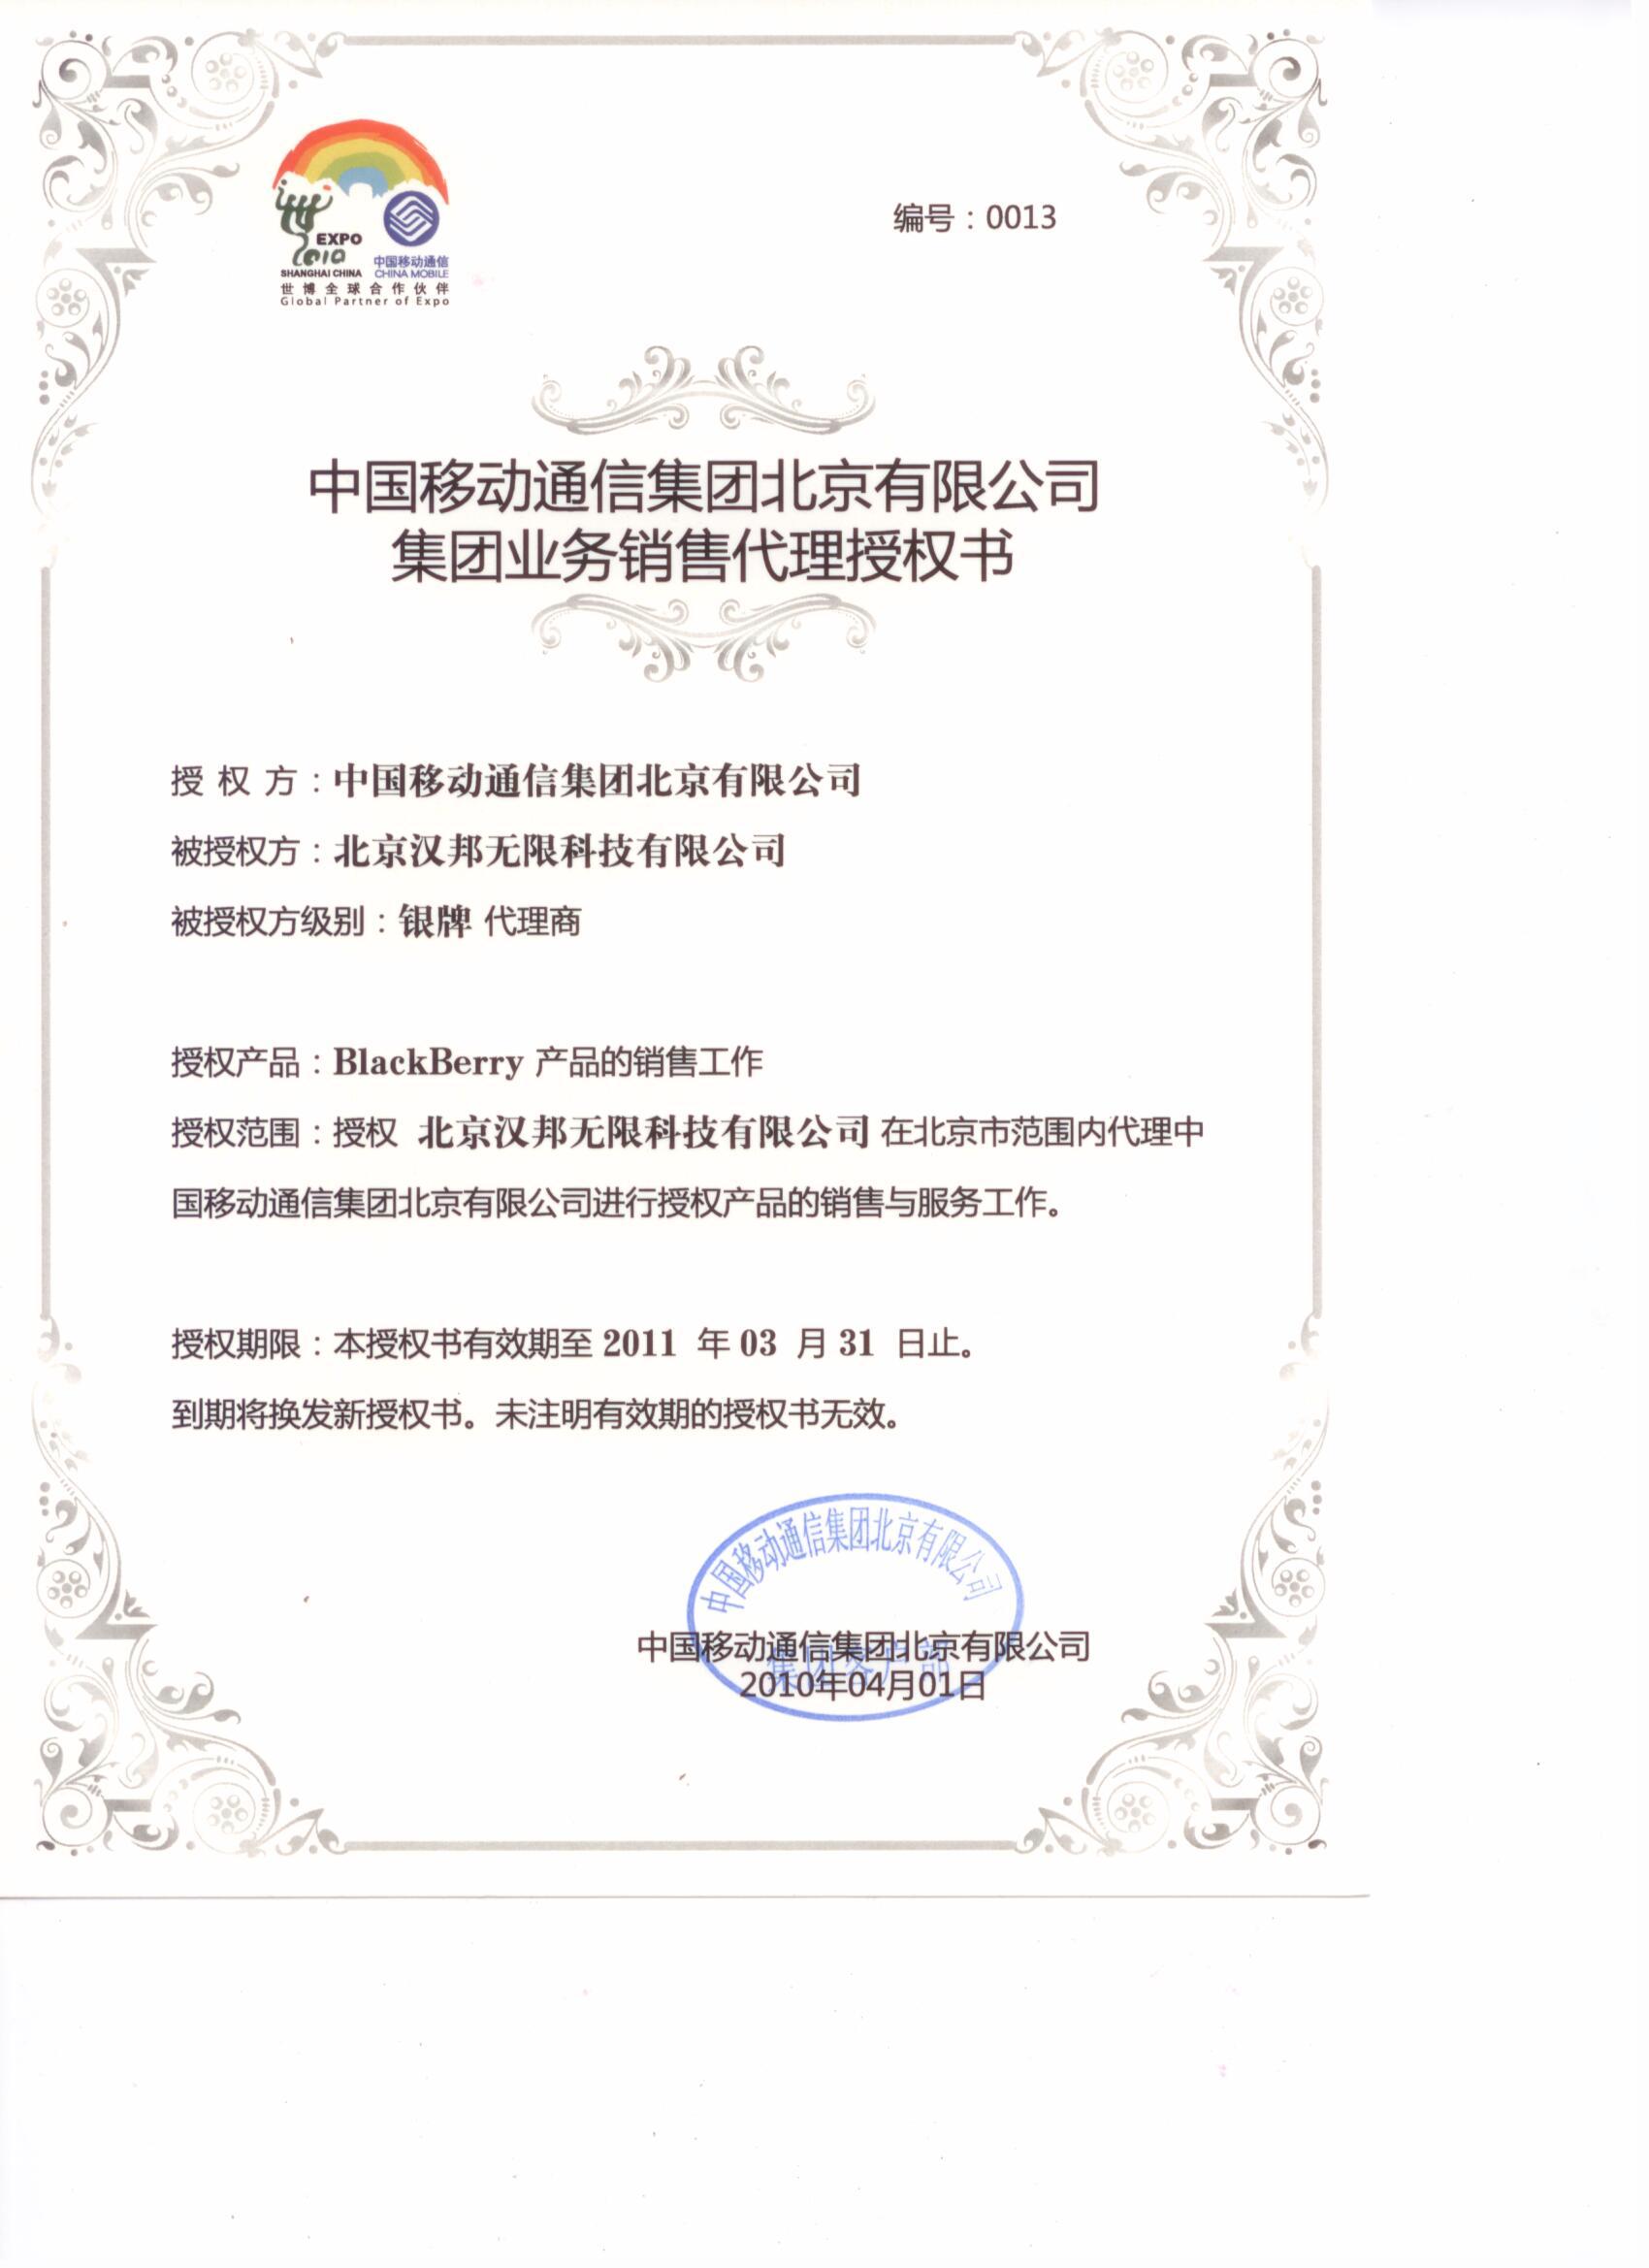 编号：0013
EXPO
2010
SHANGHAI CHINA
中国移动通信
CHINA MOBILE
世博全球合作伙伴
Global Partner of Expo
中国移动通信集团北京有限公司
集团业务销售代理授权书
授 权 方：中国移动通信集团北京有限公司
被授权方：北京汉邦无限科技有限公司
被授权方级别：银牌 代理商
授权产品：BlackBerry 产品的销售工作
授权范围：授权 北京汉邦无限科技有限公司 在北京市范围内代理中
国移动通信集团北京有限公司进行授权产品的销售与服务工作。
授权期限：本授权书有效期至 2011 年 03 月 31 日止。
到期将换发新授权书。未注明有效期的授权书无效。
中国移动通信集团北京有限公司
集团客户部
中国移动通信集团北京有限公司
2010年04月01日